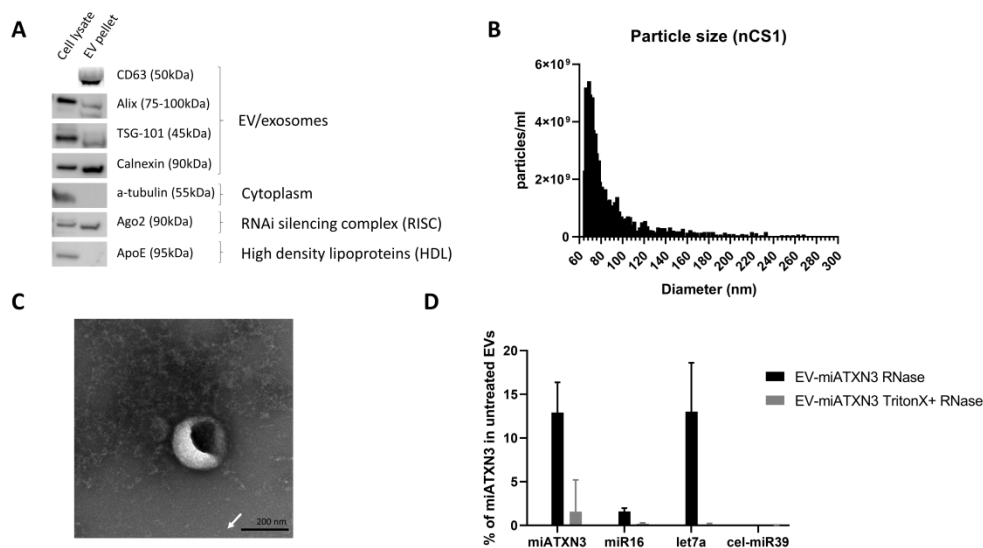 A
Cell lysate
EV pellet
CD63 (50kDa)
Alix (75-100kDa)
TSG-101 (45kDa)
Calnexin (90kDa)
a-tubulin (55kDa)
Ago2 (90kDa)
ApoE (95kDa)
EV/exosomes
Cytoplasm
RNAi silencing complex (RISC)
High density lipoproteins (HDL)
B
Particle size (nCS1)
particles/ml
6×10⁹
4×10⁹
2×10⁹
0
60 80 100 120 140 160 180 200 220 240 260 280 300
Diameter (nm)
C
200 nm
D
% of miATXN3 in untreated EVs
20
15
10
5
0
miATXN3 miR16 let7a cel-miR39
EV-miATXN3 RNase
EV-miATXN3 TritonX+ RNase